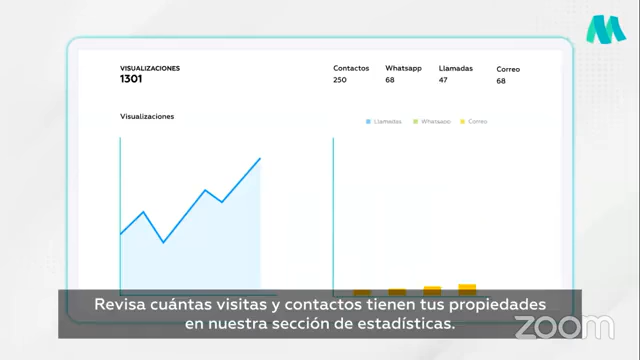 VISUALIZACIONES
1301
Contactos
250
Whatsapp
68
Llamadas
47
Correo
68
Visualizaciones
Llamadas
Whatsapp
Correo
Revisa cuántas visitas y contactos tienen tus propiedades
en nuestra sección de estadísticas.
zoom